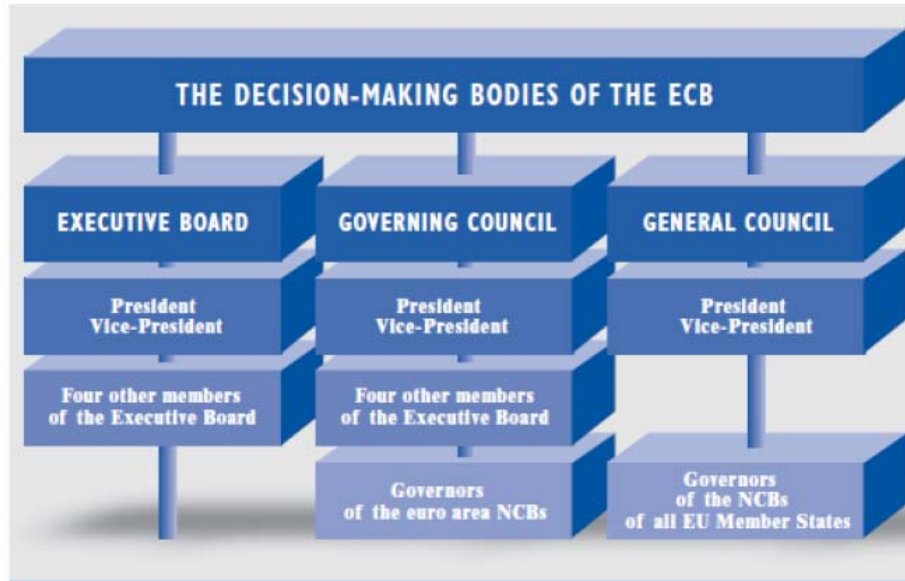 THE DECISION-MAKING BODIES OF THE ECB
EXECUTIVE BOARD
President
Vice-President
Four other members
of the Executive Board
GOVERNING COUNCIL
President
Vice-President
Four other members
of the Executive Board
Governors
of the euro area NCBs
GENERAL COUNCIL
President
Vice-President
Governors
of the NCBs
of all EU Member States